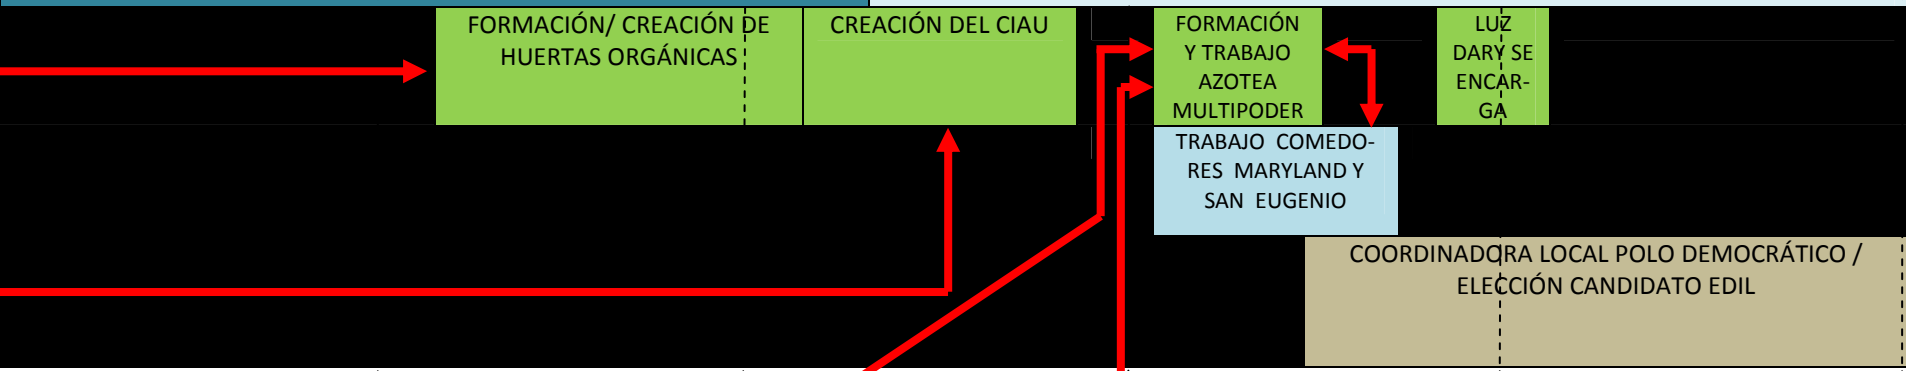 FORMACIÓN/ CREACIÓN DE
HUERTAS ORGÁNICAS
CREACIÓN DEL CIAU
FORMACIÓN
Y TRABAJO
AZOTEA
MULTIPODER
LUZ
DARY SE
ENCAR-
GA
TRABAJO COMEDO-
RES MARYLAND Y
SAN EUGENIO
COORDINADORA LOCAL POLO DEMOCRÁTICO /
ELECCIÓN CANDIDATO EDIL